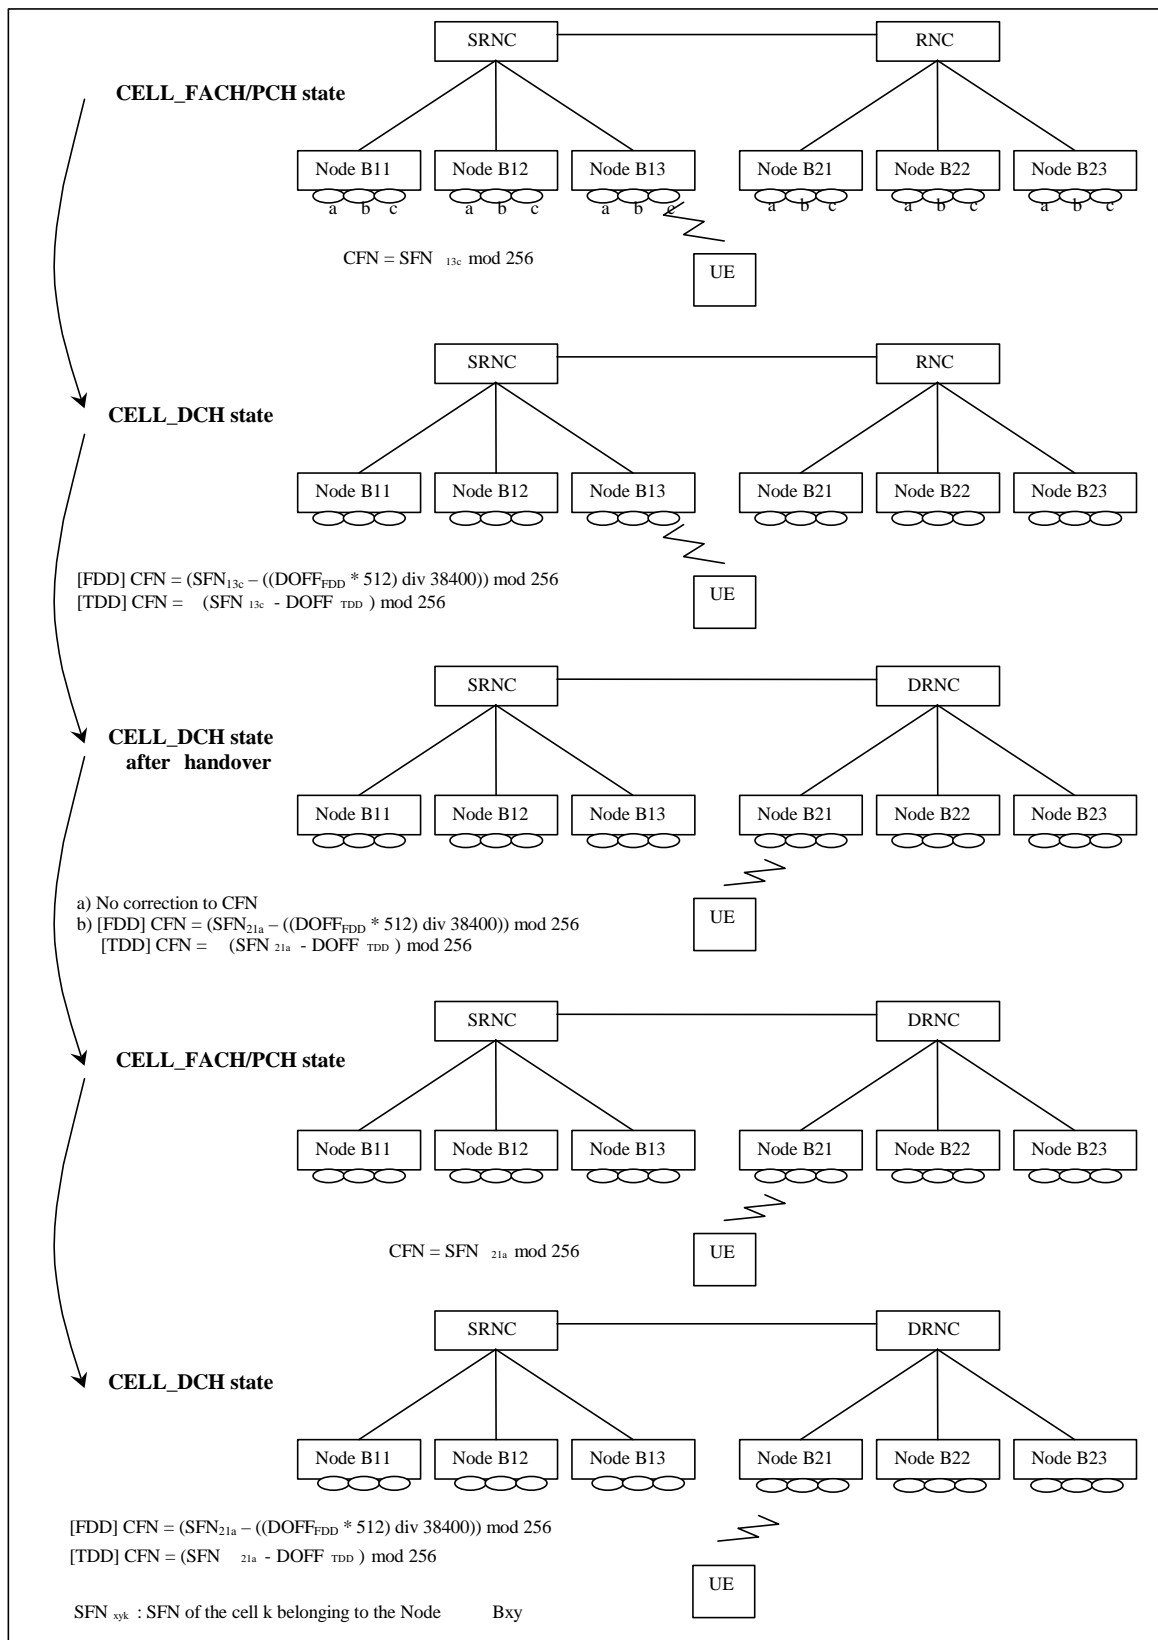 SRNC RNC
CELL_FACH/PCH state
Node B11 Node B12 Node B13 Node B21 Node B22 Node B23
a b c a b c a b c a b c a b c a b c
CFN = SFN 13c mod 256
UE
SRNC RNC
CELL_DCH state
Node B11 Node B12 Node B13 Node B21 Node B22 Node B23
[FDD] CFN = (SFN13c – ((DOFFFDD * 512) div 38400)) mod 256
[TDD] CFN = (SFN 13c - DOFF TDD ) mod 256
UE
SRNC DRNC
CELL_DCH state
after handover
Node B11 Node B12 Node B13 Node B21 Node B22 Node B23
a) No correction to CFN
b) [FDD] CFN = (SFN21a – ((DOFFFDD * 512) div 38400)) mod 256
[TDD] CFN = (SFN 21a - DOFF TDD ) mod 256
UE
SRNC DRNC
CELL_FACH/PCH state
Node B11 Node B12 Node B13 Node B21 Node B22 Node B23
CFN = SFN 21a mod 256
UE
SRNC DRNC
CELL_DCH state
Node B11 Node B12 Node B13 Node B21 Node B22 Node B23
[FDD] CFN = (SFN21a – ((DOFFFDD * 512) div 38400)) mod 256
[TDD] CFN = (SFN 21a - DOFF TDD ) mod 256
UE
SFN xyk : SFN of the cell k belonging to the Node Bxy